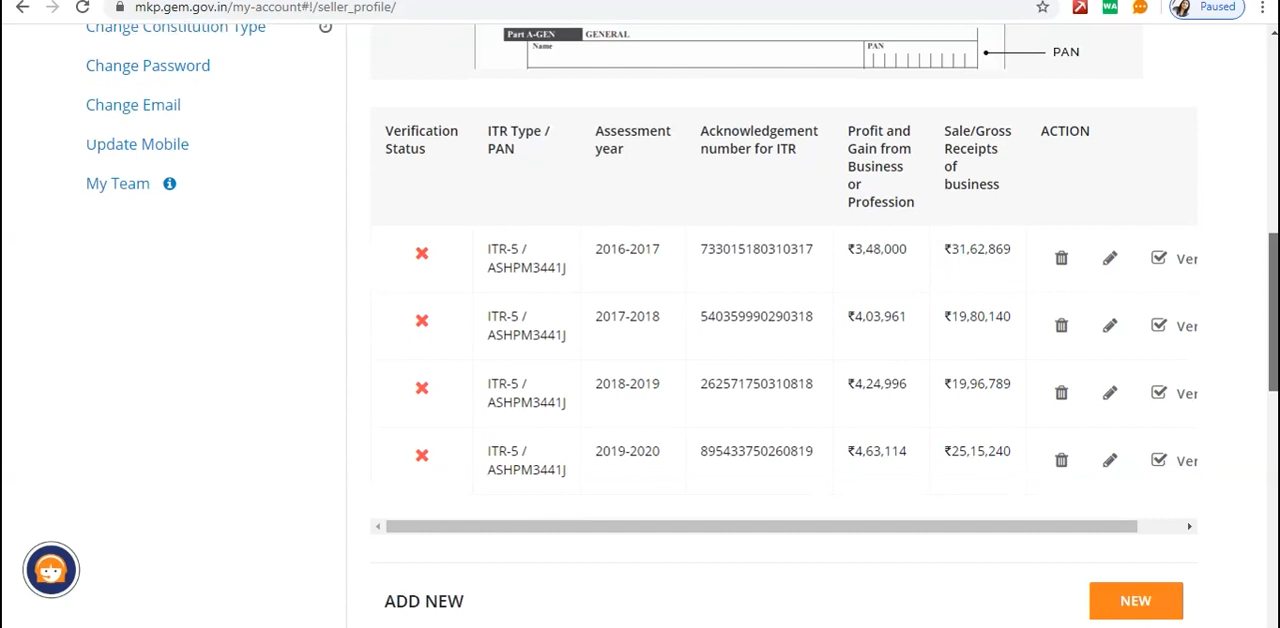 mkp.gem.gov.in/my-account#!/seller_profile/
WA
Paused
Change Constitution Type
Change Password
Change Email
Update Mobile
My Team
Part A-GEN GENERAL
Name PAN
PAN
Verification Status ITR Type / PAN Assessment year Acknowledgement number for ITR Profit and Gain from Business or Profession Sale/Gross Receipts of business ACTION
ITR-5 / ASHPM3441J 2016-2017 733015180310317 ₹3,48,000 ₹31,62,869 Ver
ITR-5 / ASHPM3441J 2017-2018 540359990290318 ₹4,03,961 ₹19,80,140 Ver
ITR-5 / ASHPM3441J 2018-2019 262571750310818 ₹4,24,996 ₹19,96,789 Ver
ITR-5 / ASHPM3441J 2019-2020 895433750260819 ₹4,63,114 ₹25,15,240 Ver
ADD NEW NEW